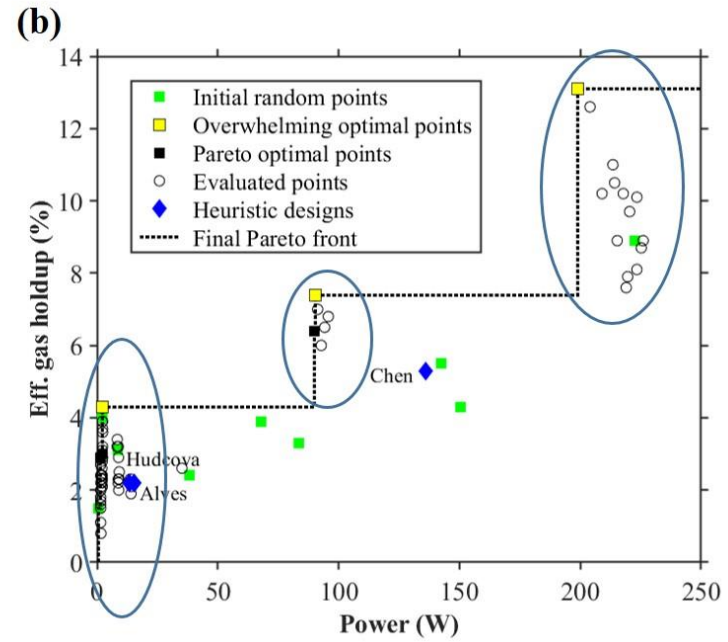 (b)
14
12
10
8
6
4
2
0
Eff. gas holdup (%)
Initial random points
Overwhelming optimal points
Pareto optimal points
Evaluated points
Heuristic designs
Final Pareto front
Chen
Hudcova
Alves
0 50 100 150 200 250
Power (W)